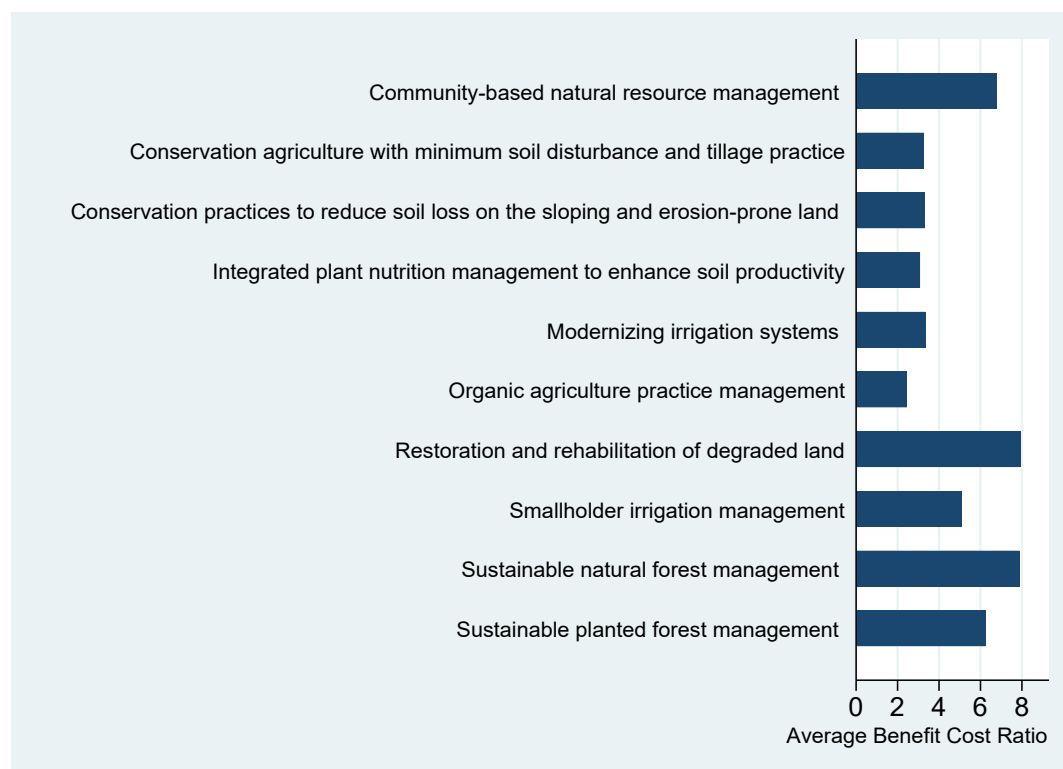 Community-based natural resource management
Conservation agriculture with minimum soil disturbance and tillage practice
Conservation practices to reduce soil loss on the sloping and erosion-prone land
Integrated plant nutrition management to enhance soil productivity
Modernizing irrigation systems
Organic agriculture practice management
Restoration and rehabilitation of degraded land
Smallholder irrigation management
Sustainable natural forest management
Sustainable planted forest management
0 2 4 6 8
Average Benefit Cost Ratio